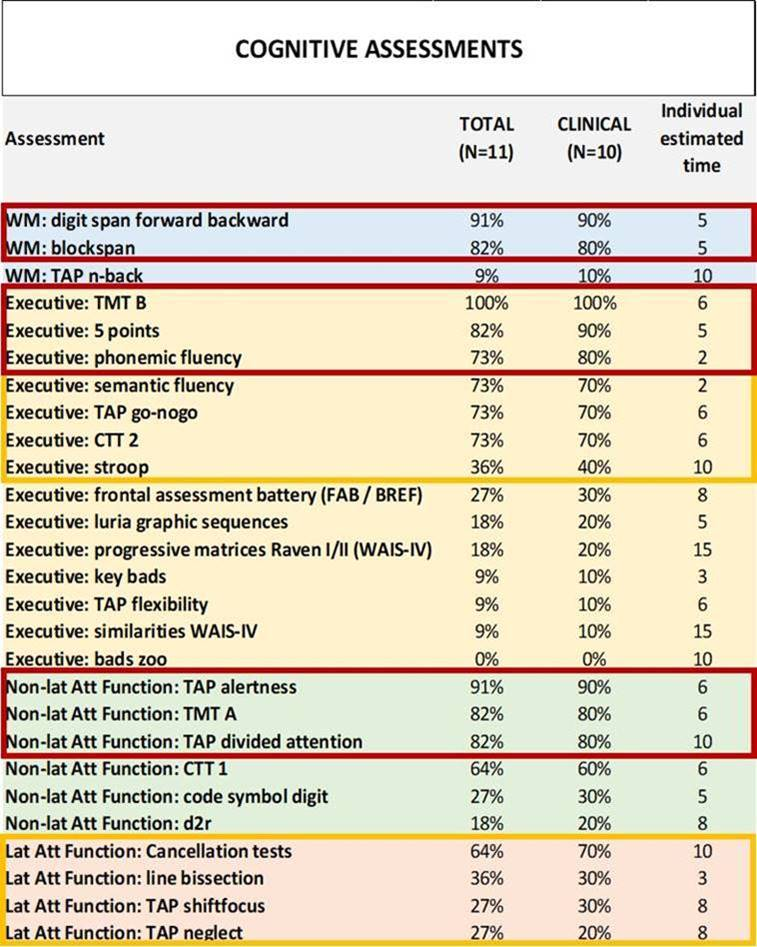 COGNITIVE ASSESSMENTS
Assessment TOTAL (N=11) CLINICAL (N=10) Individual estimated time
WM: digit span forward backward 91% 90% 5
WM: blockspan 82% 80% 5
WM: TAP n-back 9% 10% 10
Executive: TMT B 100% 100% 6
Executive: 5 points 82% 90% 5
Executive: phonemic fluency 73% 80% 2
Executive: semantic fluency 73% 70% 2
Executive: TAP go-nogo 73% 70% 6
Executive: CTT 2 73% 70% 6
Executive: stroop 36% 40% 10
Executive: frontal assessment battery (FAB / BREF) 27% 30% 8
Executive: luria graphic sequences 18% 20% 5
Executive: progressive matrices Raven I/II (WAIS-IV) 18% 20% 15
Executive: key bads 9% 10% 3
Executive: TAP flexibility 9% 10% 6
Executive: similarities WAIS-IV 9% 10% 15
Executive: bads zoo 0% 0% 10
Non-lat Att Function: TAP alertness 91% 90% 6
Non-lat Att Function: TMT A 82% 80% 6
Non-lat Att Function: TAP divided attention 82% 80% 10
Non-lat Att Function: CTT 1 64% 60% 6
Non-lat Att Function: code symbol digit 27% 30% 5
Non-lat Att Function: d2r 18% 20% 8
Lat Att Function: Cancellation tests 64% 70% 10
Lat Att Function: line bissection 36% 30% 3
Lat Att Function: TAP shiftfocus 27% 30% 8
Lat Att Function: TAP neglect 27% 20% 8